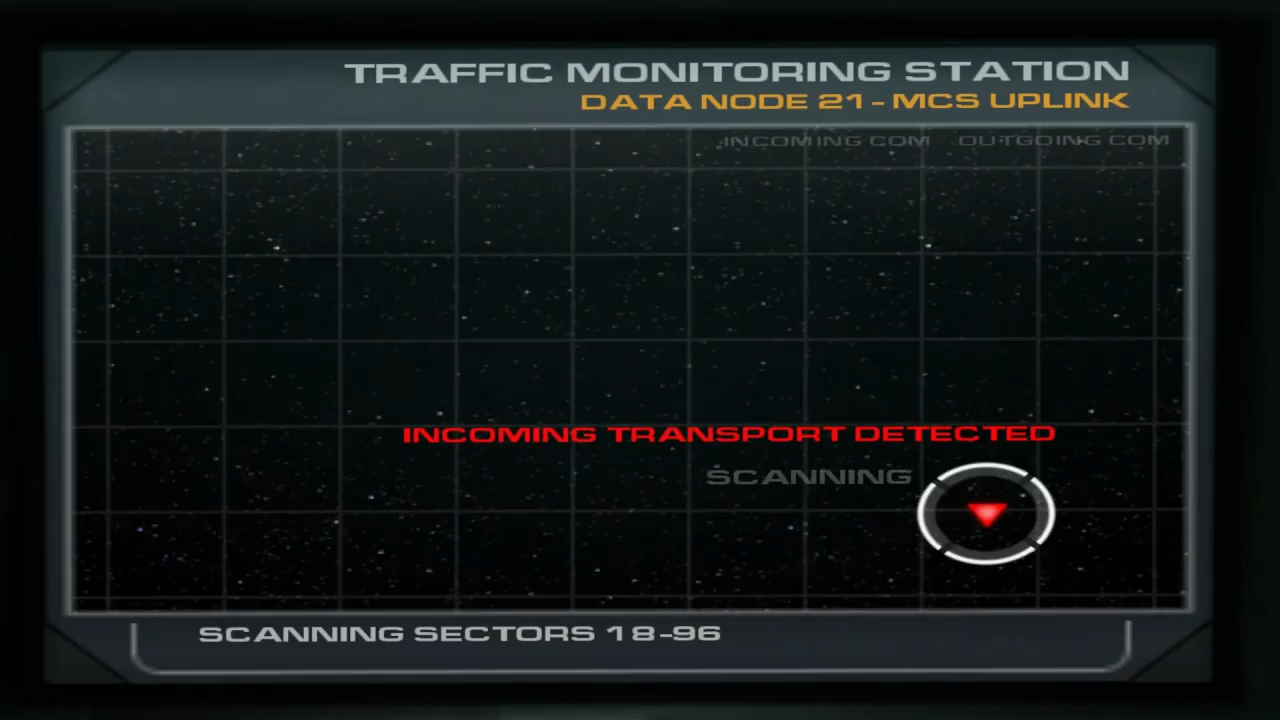 TRAFFIC MONITORING STATION
DATA NODE 21 - MCS UPLINK
INCOMING COM OUTGOING COM
INCOMING TRANSPORT DETECTED
SCANNING
SCANNING SECTORS 18-96